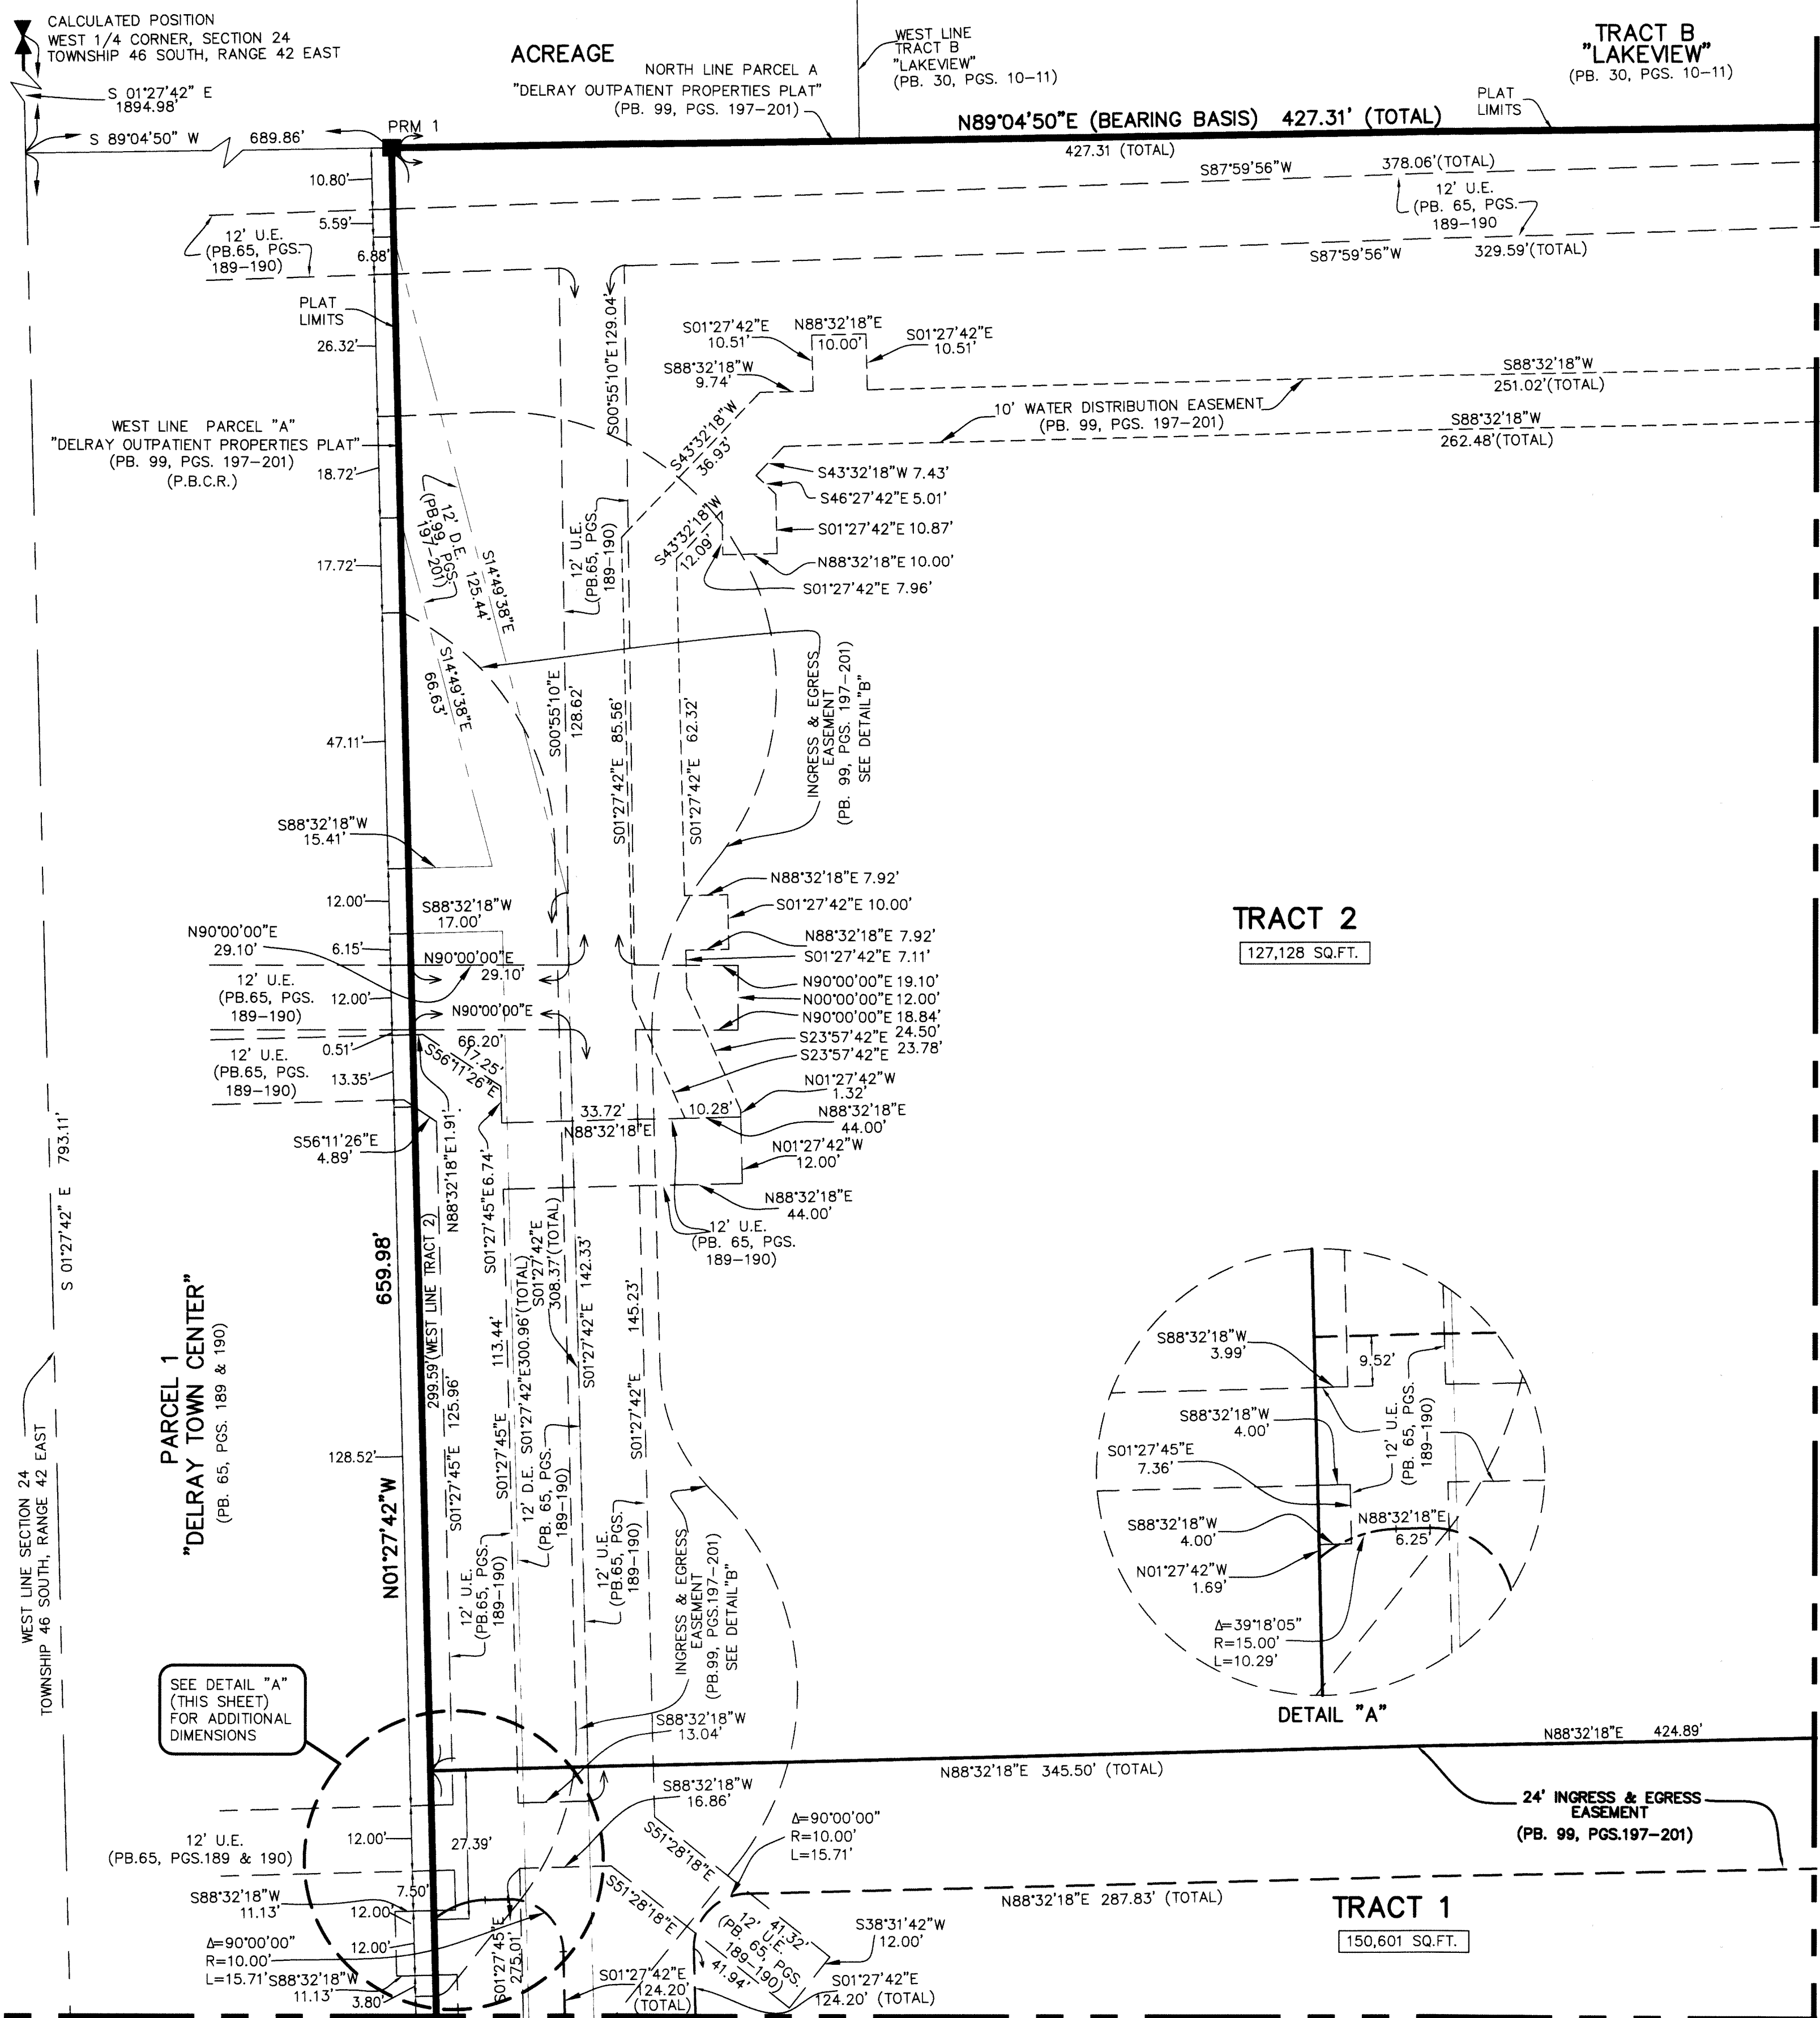 CALCULATED POSITION
WEST 1/4 CORNER, SECTION 24
TOWNSHIP 46 SOUTH, RANGE 42 EAST
S 01°27'42" E
1894.98'
S 89°04'50" W 689.86'
PRM 1
ACREAGE
NORTH LINE PARCEL A
"DELRAY OUTPATIENT PROPERTIES PLAT"
(PB. 99, PGS. 197-201)
WEST LINE
TRACT B
"LAKEVIEW"
(PB. 30, PGS. 10-11)
TRACT B
"LAKEVIEW"
(PB. 30, PGS. 10-11)
PLAT
LIMITS
N89°04'50"E (BEARING BASIS) 427.31' (TOTAL)
427.31 (TOTAL)
S87°59'56"W 378.06'(TOTAL)
12' U.E.
(PB. 65, PGS.
189-190
S87°59'56"W 329.59'(TOTAL)
10.80'
5.59'
6.88'
12' U.E.
(PB.65, PGS.
189-190)
PLAT
LIMITS
26.32'
S00°55'10"E 129.04'
S01°27'42"E
10.51'
N88°32'18"E
10.00'
S01°27'42"E
10.51'
S88°32'18"W
9.74'
S88°32'18"W
251.02'(TOTAL)
10' WATER DISTRIBUTION EASEMENT
(PB. 99, PGS. 197-201)
S88°32'18"W
262.48'(TOTAL)
WEST LINE PARCEL "A"
"DELRAY OUTPATIENT PROPERTIES PLAT"
(PB. 99, PGS. 197-201)
(P.B.C.R.)
18.72'
S43°32'18"W
36.93'
S43°32'18"W 7.43'
S46°27'42"E 5.01'
S01°27'42"E 10.87'
N88°32'18"E 10.00'
S01°27'42"E 7.96'
S43°32'18"W
12.09'
12' D.E.
(PB.99, PGS.
197-201)
S14°49'38"E
125.44'
12' U.E.
(PB.65, PGS.
189-190)
17.72'
S14°49'38"E
66.63'
47.11'
S00°55'10"E
128.62'
S01°27'42"E 85.56'
S01°27'42"E 62.32'
INGRESS & EGRESS
EASEMENT
(PB. 99, PGS. 197-201)
SEE DETAIL"B"
S88°32'18"W
15.41'
12.00'
S88°32'18"W
17.00'
N88°32'18"E 7.92'
S01°27'42"E 10.00'
N88°32'18"E 7.92'
S01°27'42"E 7.11'
N90°00'00"E 19.10'
N00°00'00"E 12.00'
N90°00'00"E 18.84'
S23°57'42"E 24.50'
S23°57'42"E 23.78'
N01°27'42"W
1.32'
N88°32'18"E
44.00'
N01°27'42"W
12.00'
N88°32'18"E
44.00'
N90°00'00"E
29.10'
6.15'
N90°00'00"E
29.10'
12' U.E.
(PB.65, PGS.
189-190)
12.00'
N90°00'00"E
66.20'
0.51'
12' U.E.
(PB.65, PGS.
189-190)
13.35'
17.25'
S56°11'26"E
S56°11'26"E
4.89'
33.72'
10.28'
N88°32'18"E
12' U.E.
(PB. 65, PGS.
189-190)
TRACT 2
127,128 SQ.FT.
S 01°27'42" E 793.11'
WEST LINE SECTION 24
TOWNSHIP 46 SOUTH, RANGE 42 EAST
PARCEL 1
"DELRAY TOWN CENTER"
(PB. 65, PGS. 189 & 190)
N01°27'42"W 659.98'
128.52'
299.59'(WEST LINE TRACT 2)
N88°32'18"E 1.91'
S01°27'45"E 125.96'
S01°27'45"E 6.74'
S01°27'45"E 113.44'
12' U.E.
(PB.65, PGS.
189-190)
12' D.E. S01°27'42"E 300.96'(TOTAL)
(PB. 65, PGS.
189-190)
S01°27'42"E
308.37'(TOTAL)
S01°27'42"E 142.33'
S01°27'42"E 145.23'
12' U.E.
(PB.65, PGS.
189-190)
INGRESS & EGRESS
EASEMENT
(PB.99, PGS.197-201)
SEE DETAIL"B"
S88°32'18"W
3.99'
9.52'
S88°32'18"W
4.00'
S01°27'45"E
7.36'
12' U.E.
(PB. 65, PGS.
189-190)
S88°32'18"W
4.00'
N88°32'18"E
6.25'
N01°27'42"W
1.69'
Δ=39°18'05"
R=15.00'
L=10.29'
DETAIL "A"
SEE DETAIL "A"
(THIS SHEET)
FOR ADDITIONAL
DIMENSIONS
S88°32'18"W
13.04'
N88°32'18"E 424.89'
N88°32'18"E 345.50' (TOTAL)
S88°32'18"W
16.86'
24' INGRESS & EGRESS
EASEMENT
(PB. 99, PGS.197-201)
12' U.E.
(PB.65, PGS.189 & 190)
12.00'
27.39'
7.50'
S51°28'18"E
S51°28'18"E
Δ=90°00'00"
R=10.00'
L=15.71'
N88°32'18"E 287.83' (TOTAL)
TRACT 1
150,601 SQ.FT.
S88°32'18"W
11.13'
12.00'
12.00'
Δ=90°00'00"
R=10.00'
L=15.71'
S88°32'18"W
11.13'
3.80'
S01°27'45"E
275.01'
41.32'
12' U.E.
(PB. 65, PGS.
189-190)
41.94'
S38°31'42"W
12.00'
S01°27'42"E
124.20'
(TOTAL)
S01°27'42"E
124.20' (TOTAL)